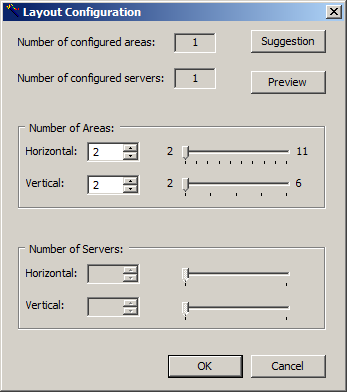 Layout Configuration
Number of configured areas: 1 Suggestion
Number of configured servers: 1 Preview
Number of Areas:
Horizontal: 2 2 11
Vertical: 2 2 6
Number of Servers:
Horizontal:
Vertical:
OK Cancel